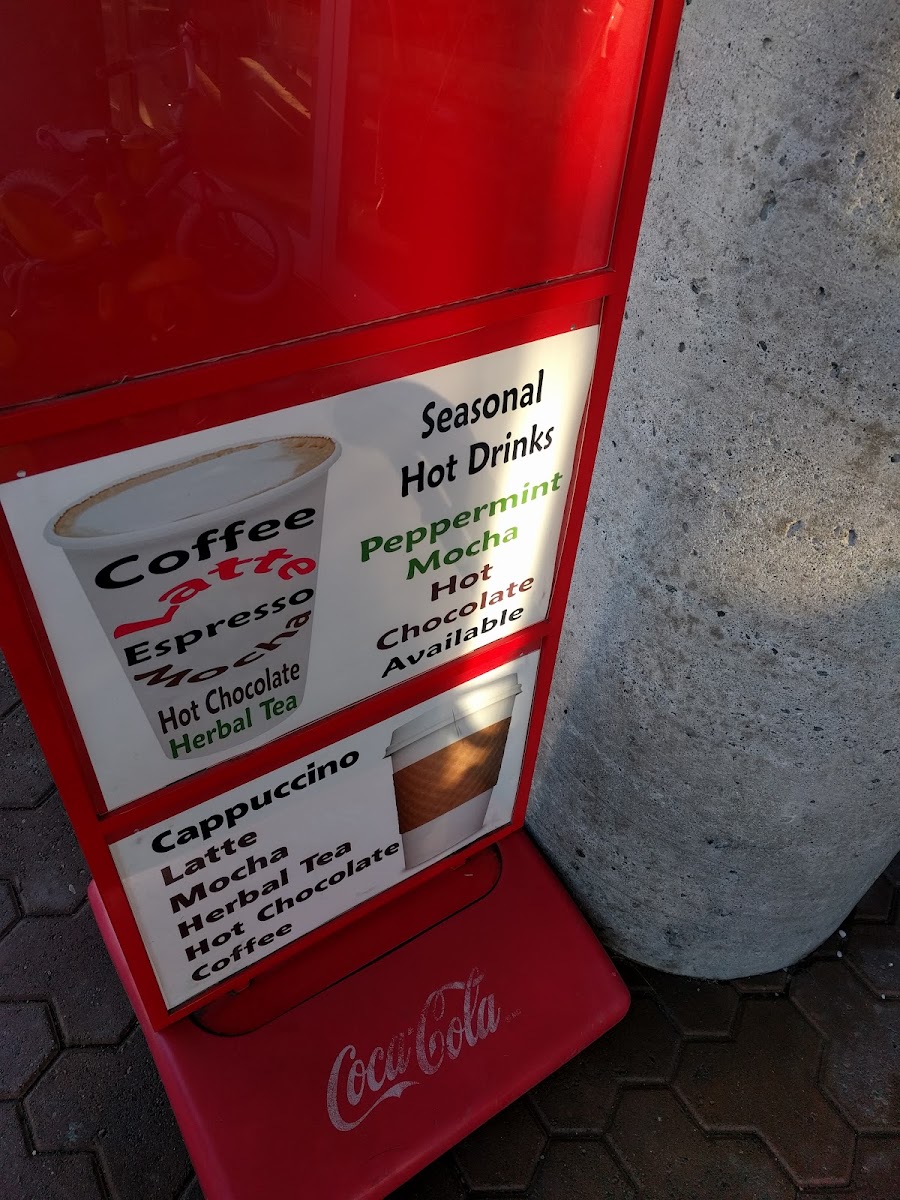 Coffee
Latte
Espresso
Mocha
Hot Chocolate
Herbal Tea
Seasonal
Hot Drinks
Peppermint
Mocha
Hot
Chocolate
Available
Cappuccino
Latte
Mocha
Herbal Tea
Hot Chocolate
Coffee
Coca-Cola